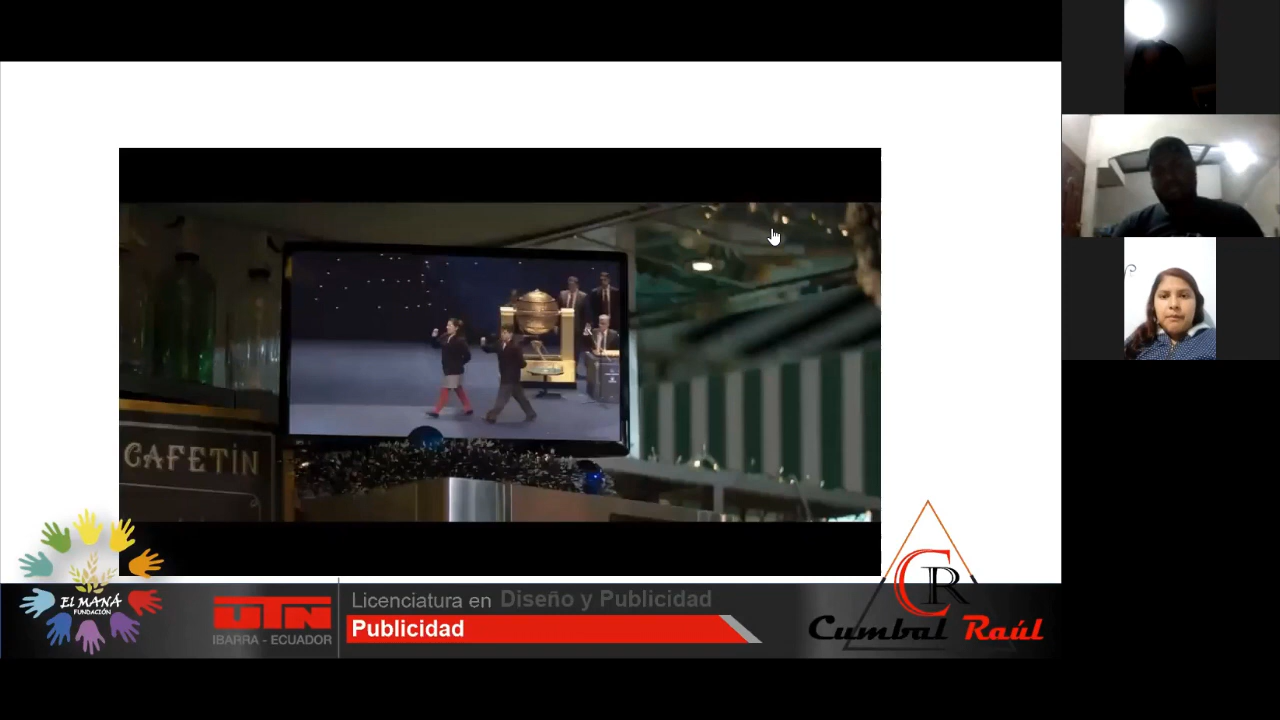 CAFETÍN
EL MANÁ
FUNDACIÓN
UTN
IBARRA - ECUADOR
Licenciatura en Diseño y Publicidad
Publicidad
CR
Cumbal Raúl